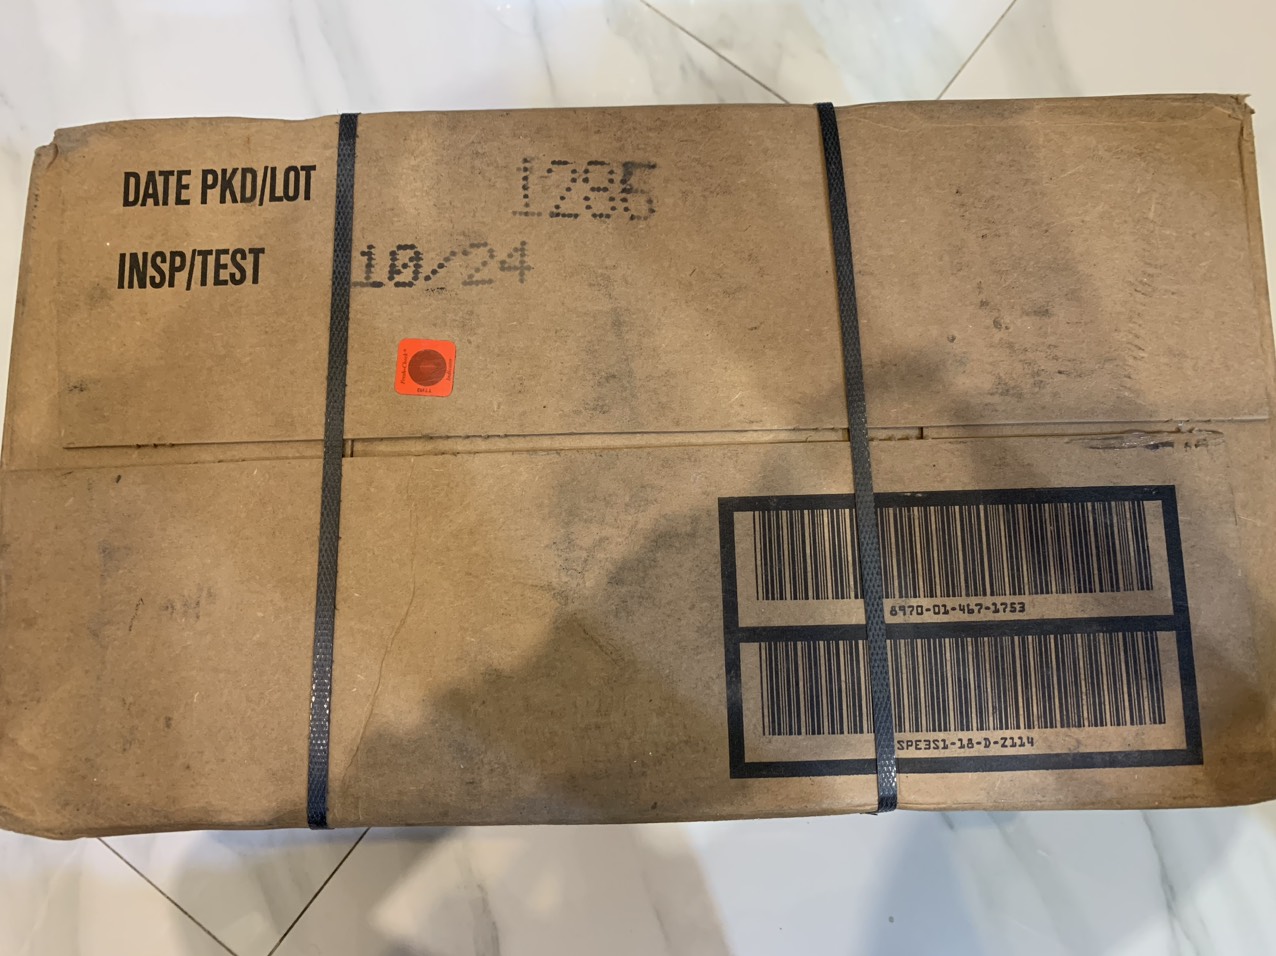 DATE PKD/LOT 1285
INSP/TEST 10/24
8970-01-467-1753
SPE3S1-18-D-Z114